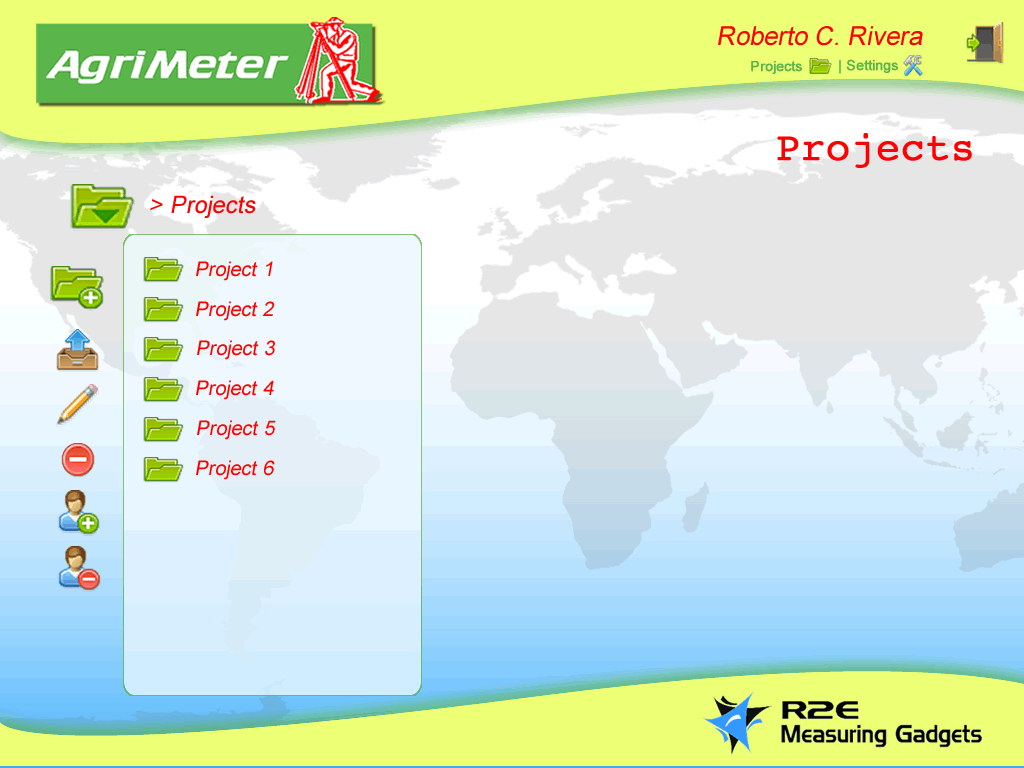 AgriMeter
Roberto C. Rivera
Projects | Settings
Projects
> Projects
Project 1
Project 2
Project 3
Project 4
Project 5
Project 6
R2E
Measuring Gadgets